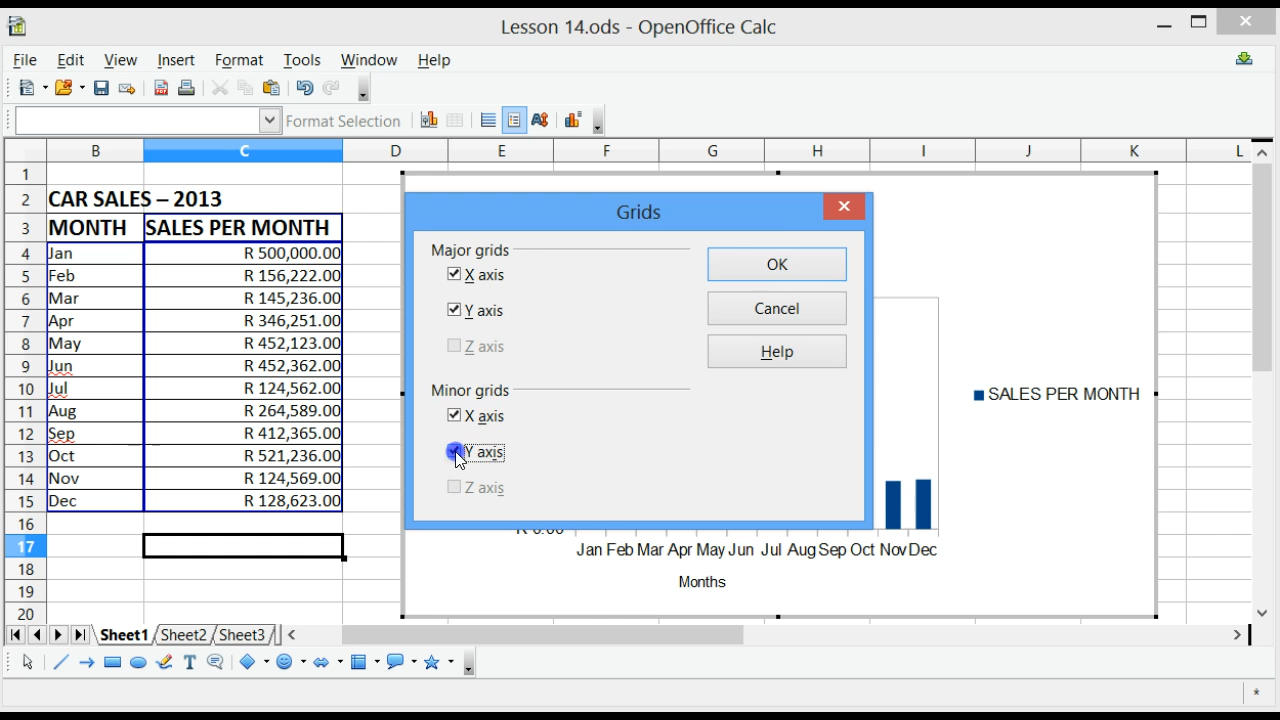 Lesson 14.ods - OpenOffice Calc
File Edit View Insert Format Tools Window Help
Format Selection
B C D E F G H I J K L
1
2 CAR SALES – 2013
3 MONTH SALES PER MONTH
4 Jan R 500,000.00
5 Feb R 156,222.00
6 Mar R 145,236.00
7 Apr R 346,251.00
8 May R 452,123.00
9 Jun R 452,362.00
10 Jul R 124,562.00
11 Aug R 264,589.00
12 Sep R 412,365.00
13 Oct R 521,236.00
14 Nov R 124,569.00
15 Dec R 128,623.00
16
17
18
19
20
Grids
Major grids
X axis
Y axis
Z axis
Minor grids
X axis
Y axis
Z axis
OK
Cancel
Help
SALES PER MONTH
R 0.00
Jan Feb Mar Apr May Jun Jul Aug Sep Oct Nov Dec
Months
Sheet1 Sheet2 Sheet3
*